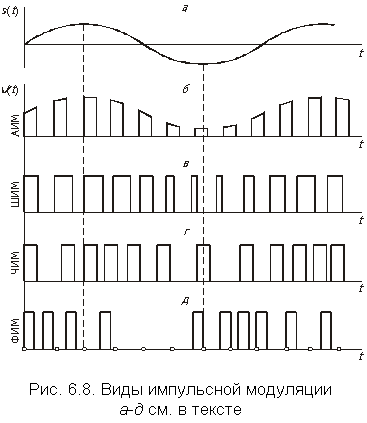 s(t)
а
t
u(t)
б
АИМ
t
в
ШИМ
t
г
ЧИМ
t
д
ФИМ
t
Рис. 6.8. Виды импульсной модуляции
а-д см. в тексте